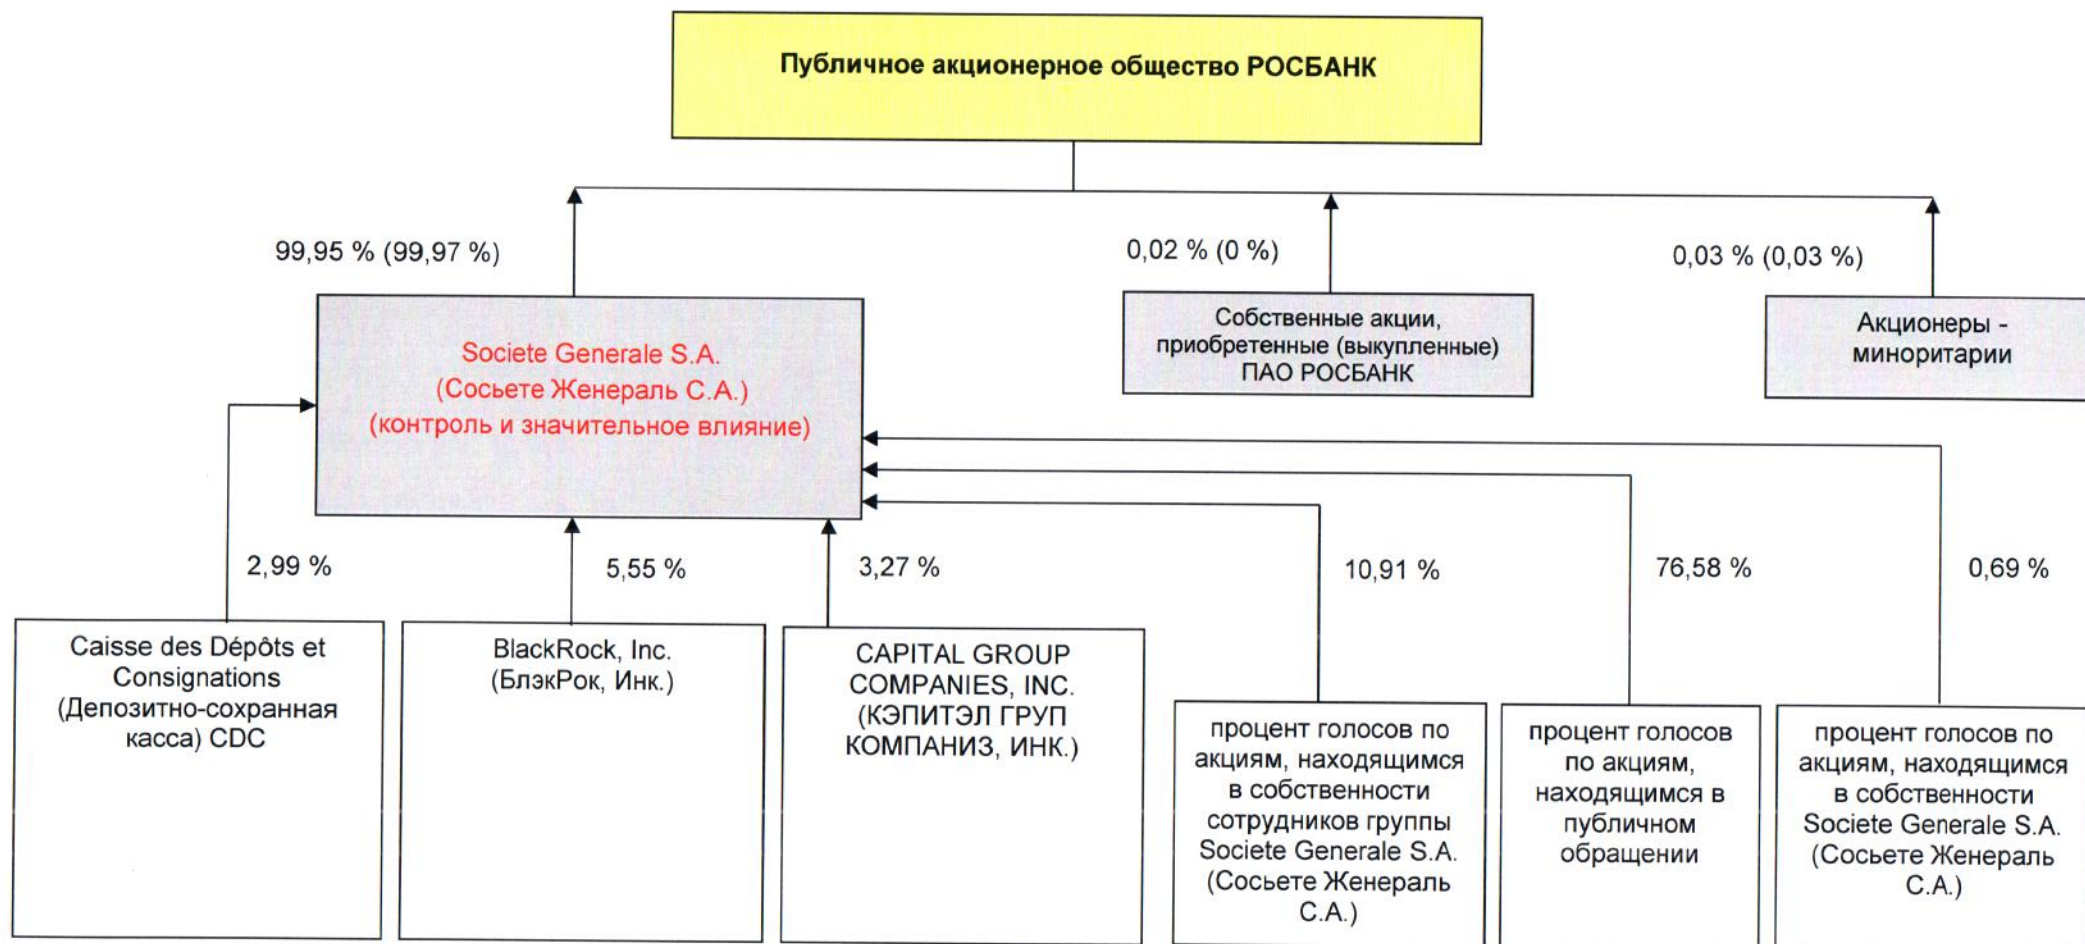 Публичное акционерное общество РОСБАНК
99,95 % (99,97 %)
0,02 % (0 %)
0,03 % (0,03 %)
Societe Generale S.A.
(Сосьете Женераль С.А.)
(контроль и значительное влияние)
Собственные акции,
приобретенные (выкупленные)
ПАО РОСБАНК
Акционеры -
миноритарии
2,99 %
5,55 %
3,27 %
10,91 %
76,58 %
0,69 %
Caisse des Dépôts et
Consignations
(Депозитно-сохранная
касса) CDC
BlackRock, Inc.
(БлэкРок, Инк.)
CAPITAL GROUP
COMPANIES, INC.
(КЭПИТЭЛ ГРУП
КОМПАНИЗ, ИНК.)
процент голосов по
акциям, находящимся
в собственности
сотрудников группы
Societe Generale S.A.
(Сосьете Женераль
С.А.)
процент голосов
по акциям,
находящимся в
публичном
обращении
процент голосов по
акциям, находящимся
в собственности
Societe Generale S.A.
(Сосьете Женераль
С.А.)